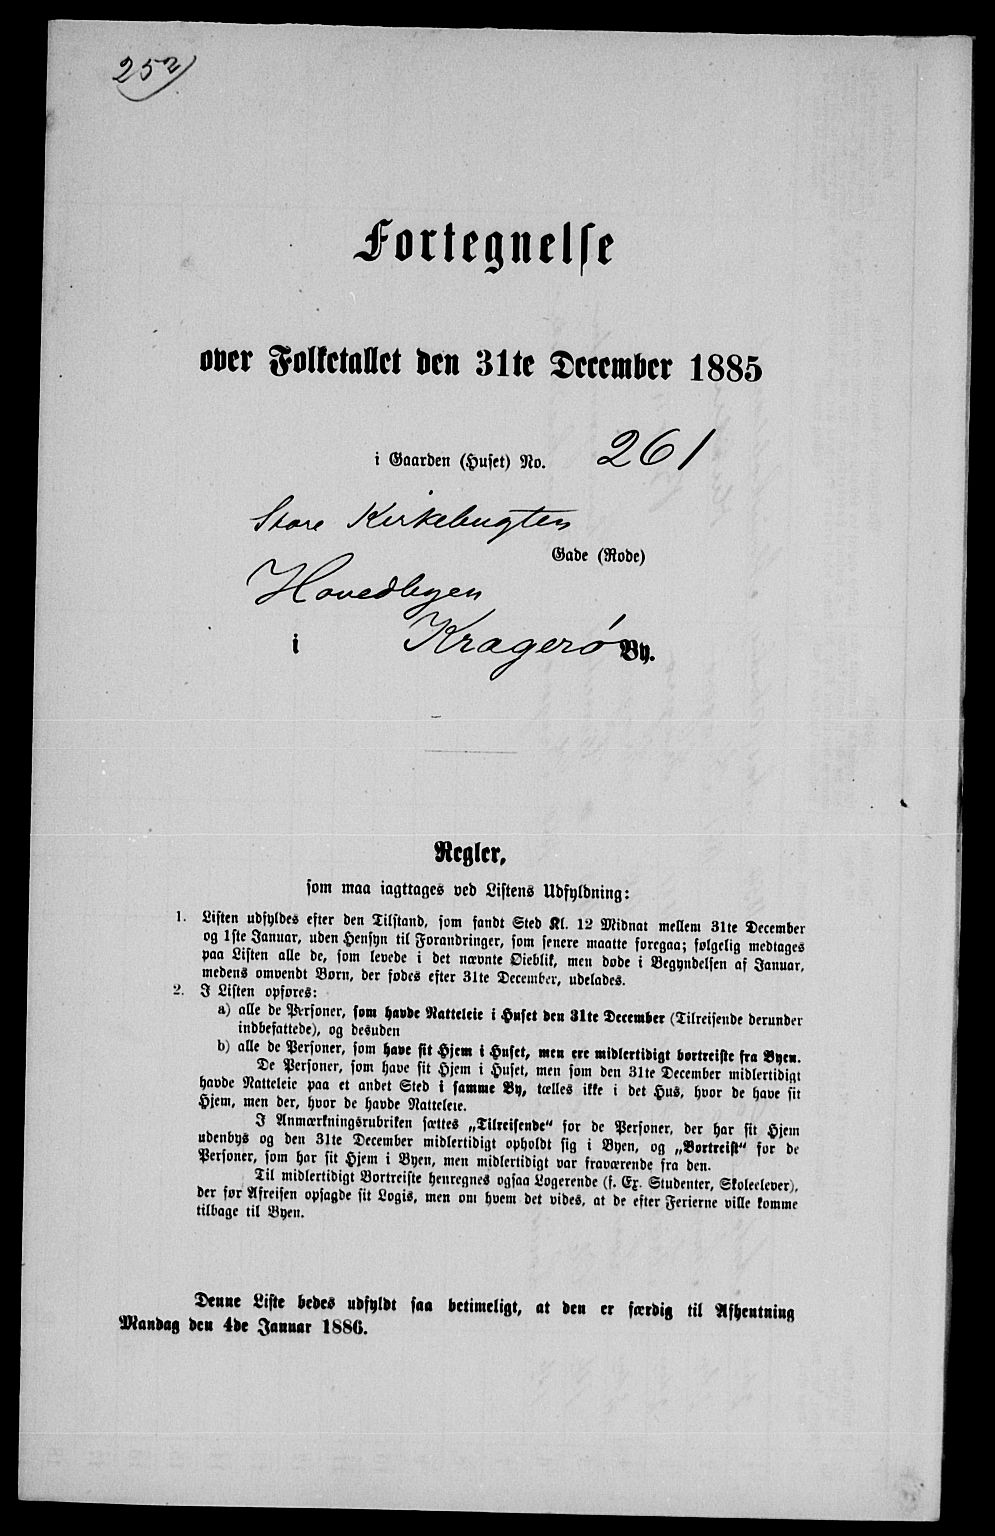 252)
Fortegnelse
over Folketallet den 31te December 1885
i Gaarden (Huset) No. 261
Store Kirkebugten
Gade (Rode)
Hovedbyen
i Kragerø By.
Regler,
som maa iagttages ved Listens Udfyldning:
1. Listen udfyldes efter den Tilstand, som fandt Sted Kl. 12 Midnat mellem 31te December
og 1ste Januar, uden Hensyn til Forandringer, som senere maatte foregaa; følgelig medtages
paa Listen alle de, som levede i det nævnte Øieblik, men døde i Begyndelsen af Januar,
medens omvendt Børn, der fødes efter 31te December, udelades.
2. I Listen opføres:
a) alle de Personer, som havde Natteleie i Huset den 31te December (Tilreisende derunder
indbefattede), og desuden
b) alle de Personer, som have sit Hjem i Huset, men ere midlertidigt bortreiste fra Byen.
De Personer, som have sit Hjem i Huset, men som den 31te December midlertidigt
havde Natteleie paa et andet Sted i samme By, tælles ikke i det Hus, hvor de have sit
Hjem, men der, hvor de havde Natteleie.
I Anmærkningsrubriken sættes „Tilreisende“ for de Personer, der har sit Hjem
udenbys og den 31te December midlertidigt opholdt sig i Byen, og „Bortreist“ for de
Personer, som har sit Hjem i Byen, men midlertidigt var fraværende fra den.
Til midlertidigt Bortreiste henregnes ogsaa Logerende (f. Ex. Studenter, Skoleelever),
der før Afreisen opsagde sit Logis, men om hvem det vides, at de efter Ferierne ville komme
tilbage til Byen.
Denne Liste bedes udfyldt saa betimeligt, at den er færdig til Afhentning
Mandag den 4de Januar 1886.